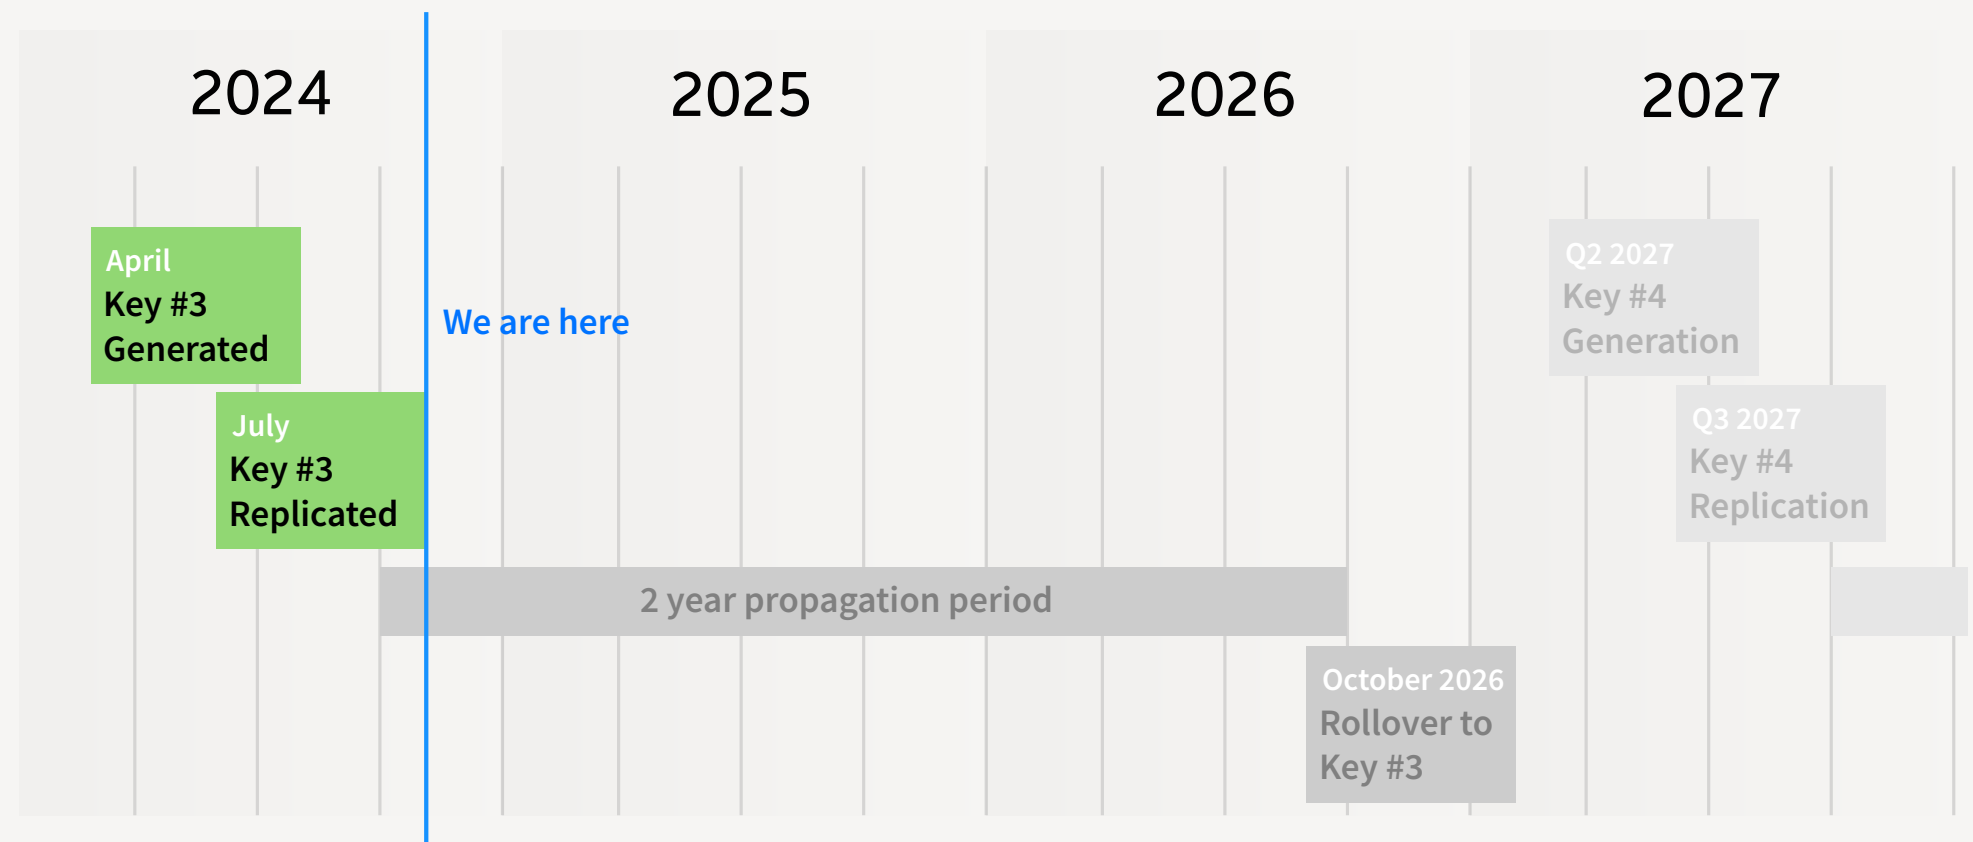 2024
2025
2026
2027
April
Key #3
Generated
July
Key #3
Replicated
We are here
Q2 2027
Key #4
Generation
Q3 2027
Key #4
Replication
2 year propagation period
October 2026
Rollover to
Key #3